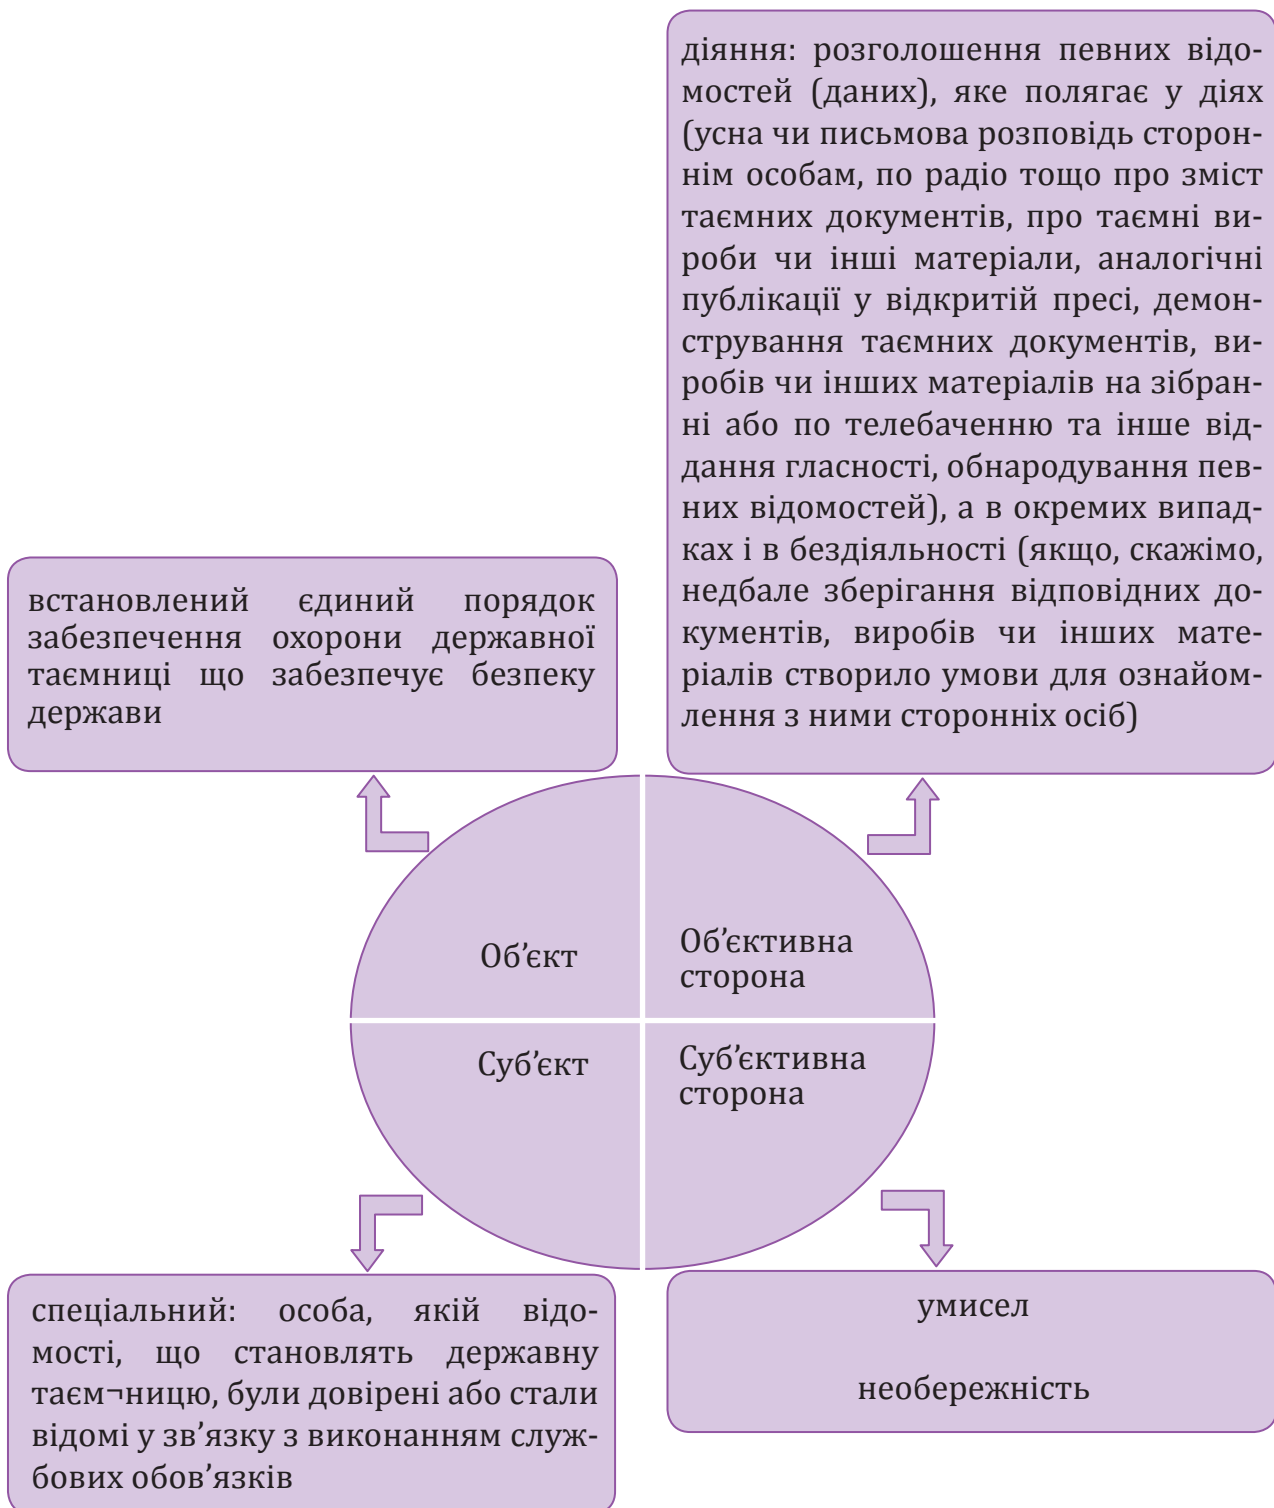 діяння: розголошення певних відо-
мостей (даних), яке полягає у діях
(усна чи письмова розповідь сторон-
нім особам, по радіо тощо про зміст
таємних документів, про таємні ви-
роби чи інші матеріали, аналогічні
публікації у відкритій пресі, демон-
стрування таємних документів, ви-
робів чи інших матеріалів на зібран-
ні або по телебаченню та інше від-
дання гласності, обнародування пев-
них відомостей), а в окремих випад-
ках і в бездіяльності (якщо, скажімо,
недбале зберігання відповідних до-
кументів, виробів чи інших мате-
ріалів створило умови для ознайом-
лення з ними сторонніх осіб)
встановлений єдиний порядок
забезпечення охорони державної
таємниці що забезпечує безпеку
держави
Об’єкт
Об’єктивна
сторона
Суб’єкт
Суб’єктивна
сторона
спеціальний: особа, якій відо-
мості, що становлять державну
таєм¬ницю, були довірені або стали
відомі у зв’язку з виконанням служ-
бових обов’язків
умисел
необережність